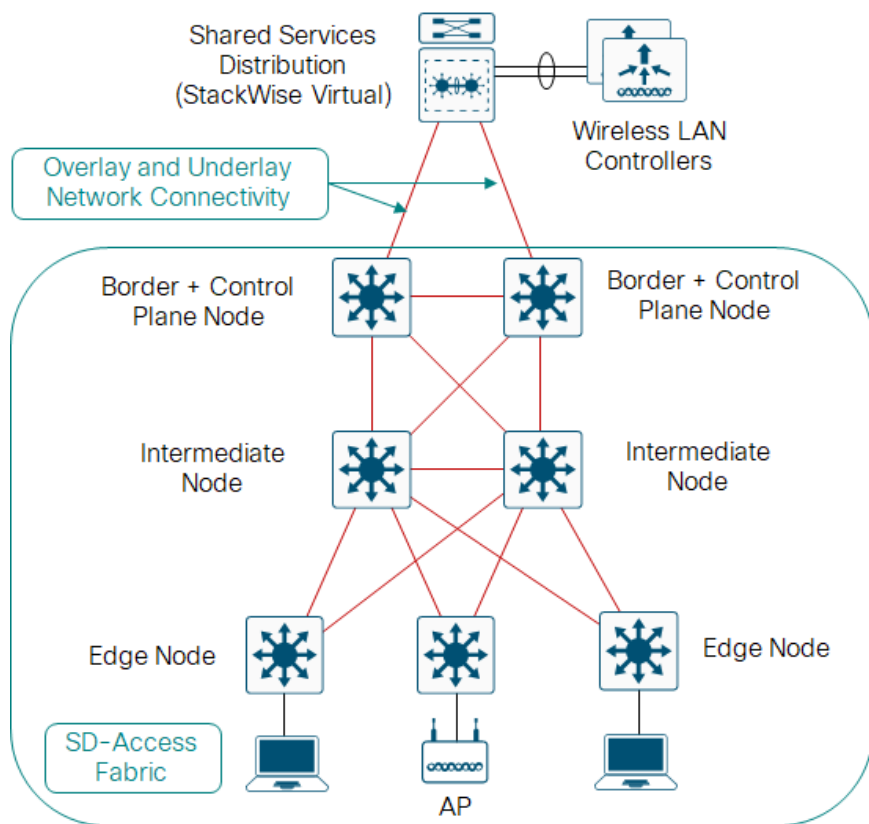 Shared Services
Distribution
(StackWise Virtual)
Wireless LAN
Controllers
Overlay and Underlay
Network Connectivity
Border + Control
Plane Node
Border + Control
Plane Node
Intermediate
Node
Intermediate
Node
Edge Node
Edge Node
SD-Access
Fabric
AP